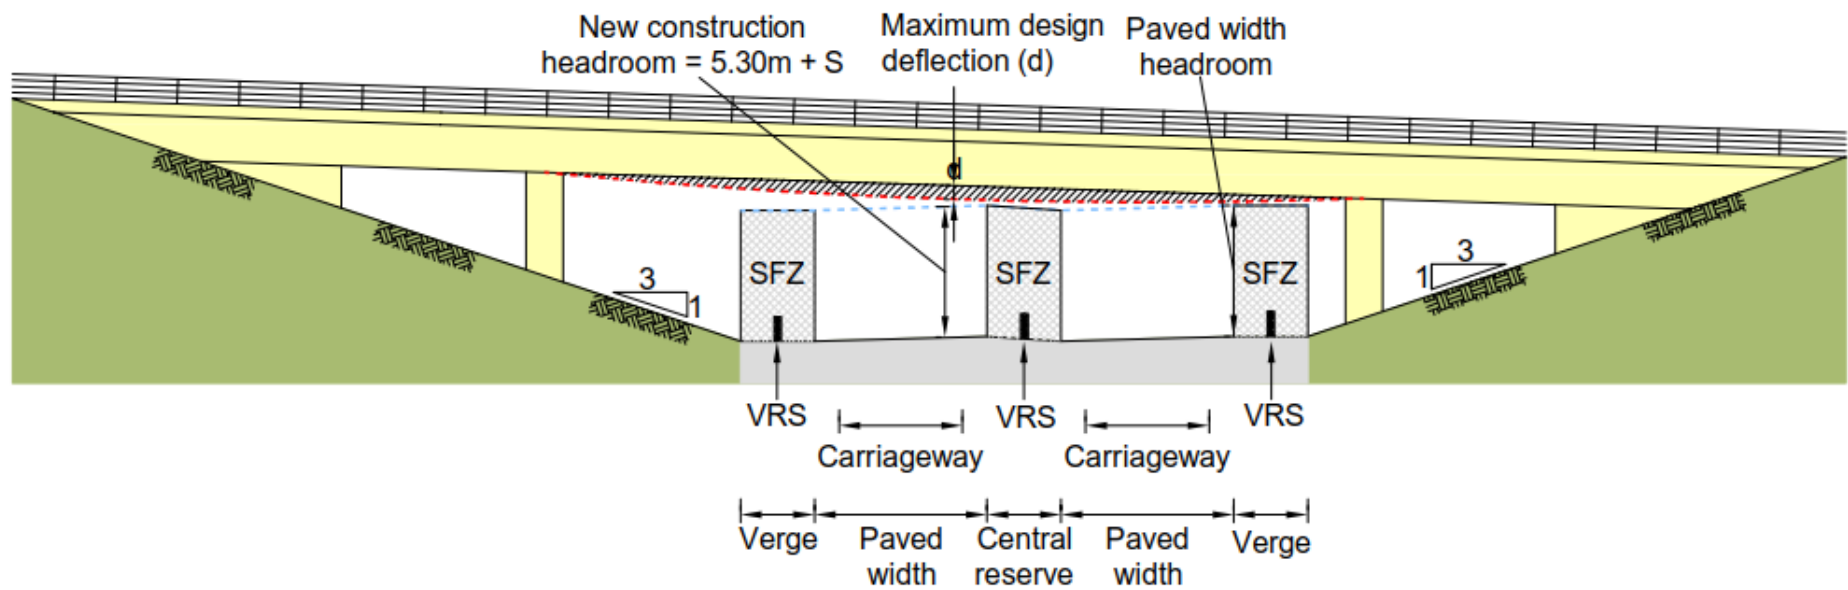 New construction
headroom = 5.30m + S
Maximum design
deflection (d)
Paved width
headroom
d
3
1
SFZ
SFZ
SFZ
3
1
VRS
VRS
VRS
Carriageway
Carriageway
Verge
Paved
width
Central
reserve
Paved
width
Verge